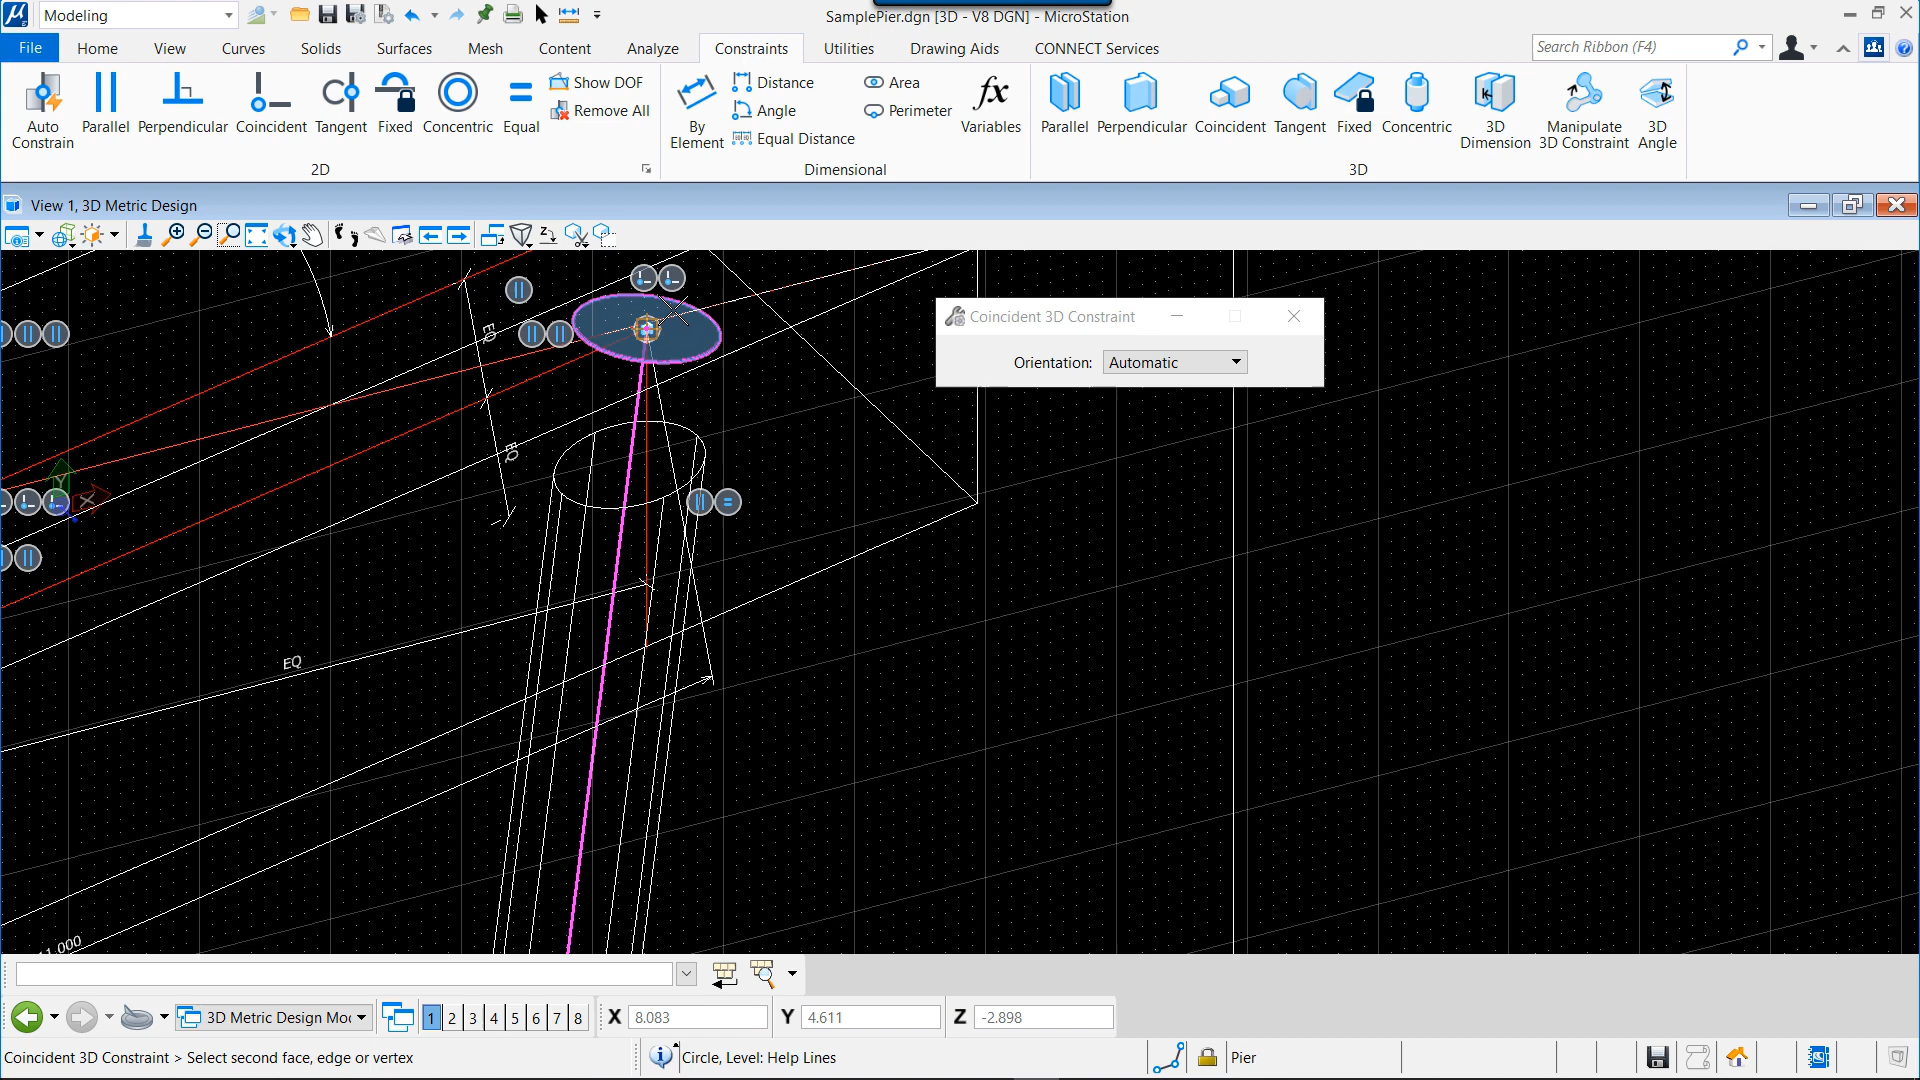 Modeling
SamplePier.dgn [3D - V8 DGN] - MicroStation
File Home View Curves Solids Surfaces Mesh Content Analyze Constraints Utilities Drawing Aids CONNECT Services
Search Ribbon (F4)
Auto Constrain
Parallel
Perpendicular
Coincident
Tangent
Fixed
Concentric
Equal
Show DOF
Remove All
2D
By Element
Distance
Angle
Equal Distance
Area
Perimeter
Variables
Dimensional
Parallel
Perpendicular
Coincident
Tangent
Fixed
Concentric
3D Dimension
Manipulate 3D Constraint
3D Angle
3D
View 1, 3D Metric Design
Coincident 3D Constraint
Orientation: Automatic
EQ
EQ
Y
X
EQ
3D Metric Design Mo
1 2 3 4 5 6 7 8
X 8.083
Y 4.611
Z -2.898
Coincident 3D Constraint > Select second face, edge or vertex
Circle, Level: Help Lines
Pier